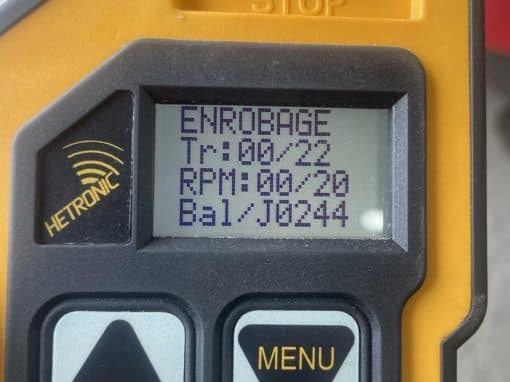 STOP
ENROBAGE
Tr:00/22
RPM:00/20
Bal/J0244
HETRONIC
MENU